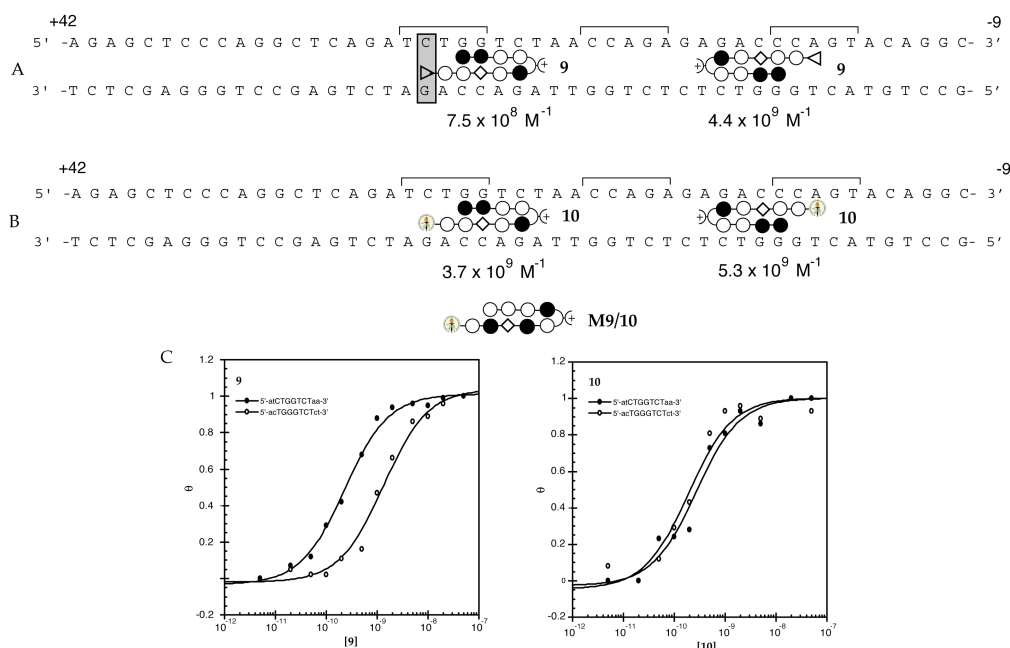 +42 -9
5' -A G A G C T C C C A G G C T C A G A T C T G G T C T A A C C A G A G A G A C C C A G T A C A G G C- 3'
A 9 9
3' -T C T C G A G G G T C C G A G T C T A G A C C A G A T T G G T C T C T C T G G G T C A T G T C C G- 5'
7.5 x 10⁸ M⁻¹ 4.4 x 10⁹ M⁻¹
+42 -9
5' -A G A G C T C C C A G G C T C A G A T C T G G T C T A A C C A G A G A G A C C C A G T A C A G G C- 3'
B 10 10
3' -T C T C G A G G G T C C G A G T C T A G A C C A G A T T G G T C T C T C T G G G T C A T G T C C G- 5'
3.7 x 10⁹ M⁻¹ 5.3 x 10⁹ M⁻¹
M9/10
C
9
5'-atCTGGTCTaa-3'
5'-acTGGGTCTct-3'
θ
1.2
1
0.8
0.6
0.4
0.2
-0.2
10⁻¹² 10⁻¹¹ 10⁻¹⁰ 10⁻⁹ 10⁻⁸ 10⁻⁷
[9]
10
5'-atCTGGTCTaa-3'
5'-acTGGGTCTct-3'
θ
1.2
1
0.8
0.6
0.4
0.2
0
-0.2
10⁻¹² 10⁻¹¹ 10⁻¹⁰ 10⁻⁹ 10⁻⁸ 10⁻⁷
[10]